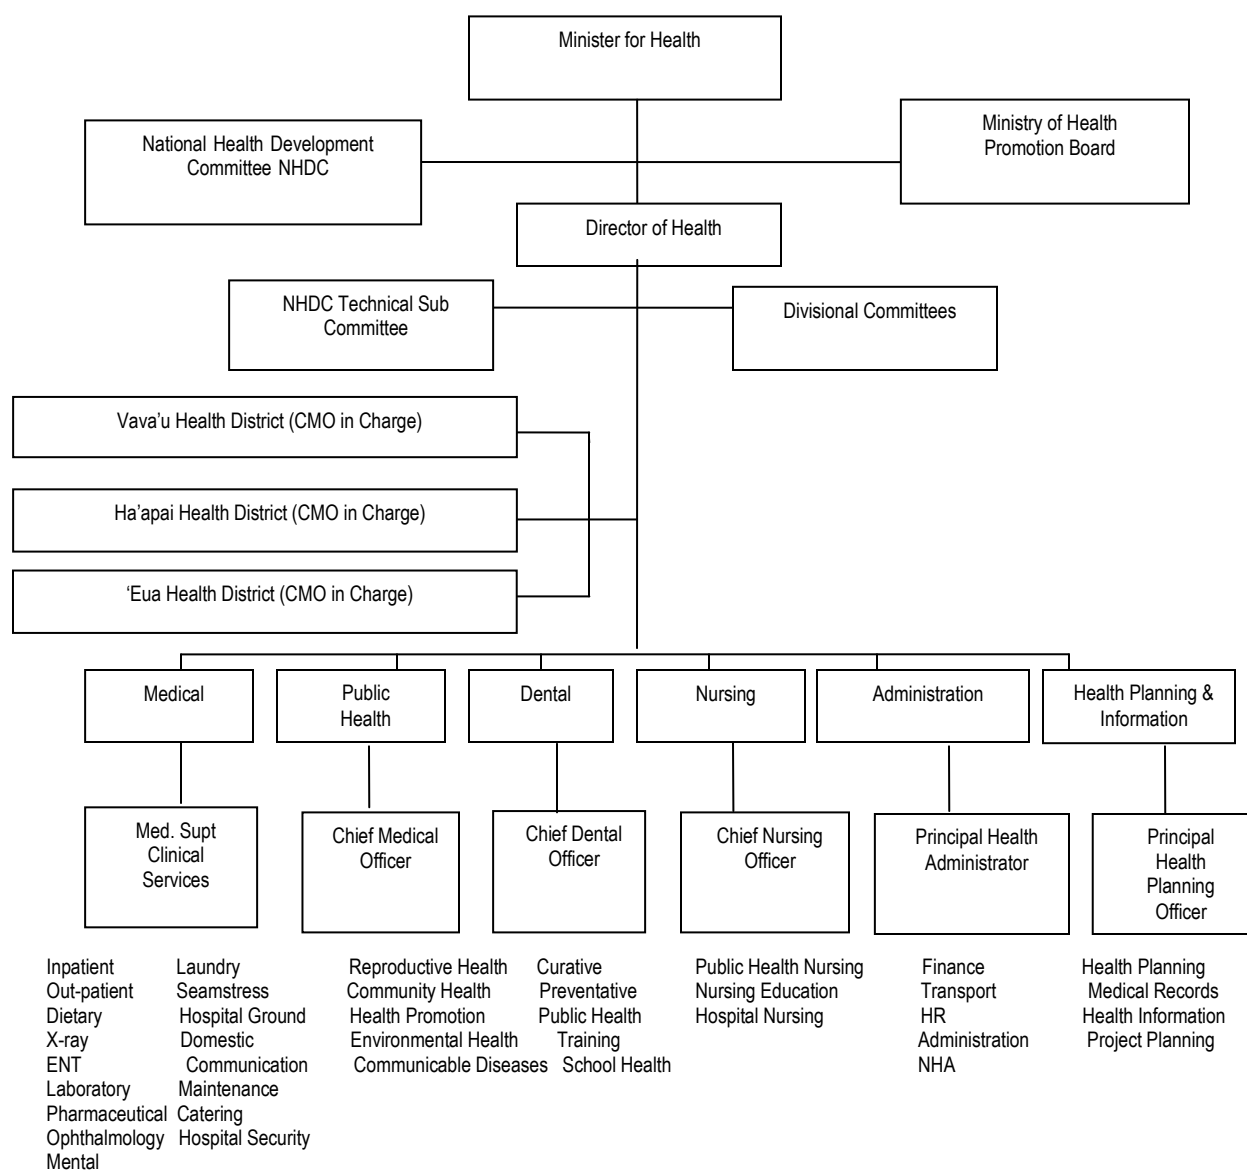 Minister for Health
National Health Development
Committee NHDC
Ministry of Health
Promotion Board
Director of Health
NHDC Technical Sub
Committee
Divisional Committees
Vava’u Health District (CMO in Charge)
Ha’apai Health District (CMO in Charge)
‘Eua Health District (CMO in Charge)
Medical
Public
Health
Dental
Nursing
Administration
Health Planning &
Information
Med. Supt
Clinical
Services
Chief Medical
Officer
Chief Dental
Officer
Chief Nursing
Officer
Principal Health
Administrator
Principal
Health
Planning
Officer
Inpatient
Out-patient
Dietary
X-ray
ENT
Laboratory
Pharmaceutical
Ophthalmology
Mental
Laundry
Seamstress
Hospital Ground
Domestic
Communication
Maintenance
Catering
Hospital Security
Reproductive Health
Community Health
Health Promotion
Environmental Health
Communicable Diseases
Curative
Preventative
Public Health
Training
School Health
Public Health Nursing
Nursing Education
Hospital Nursing
Finance
Transport
HR
Administration
NHA
Health Planning
Medical Records
Health Information
Project Planning